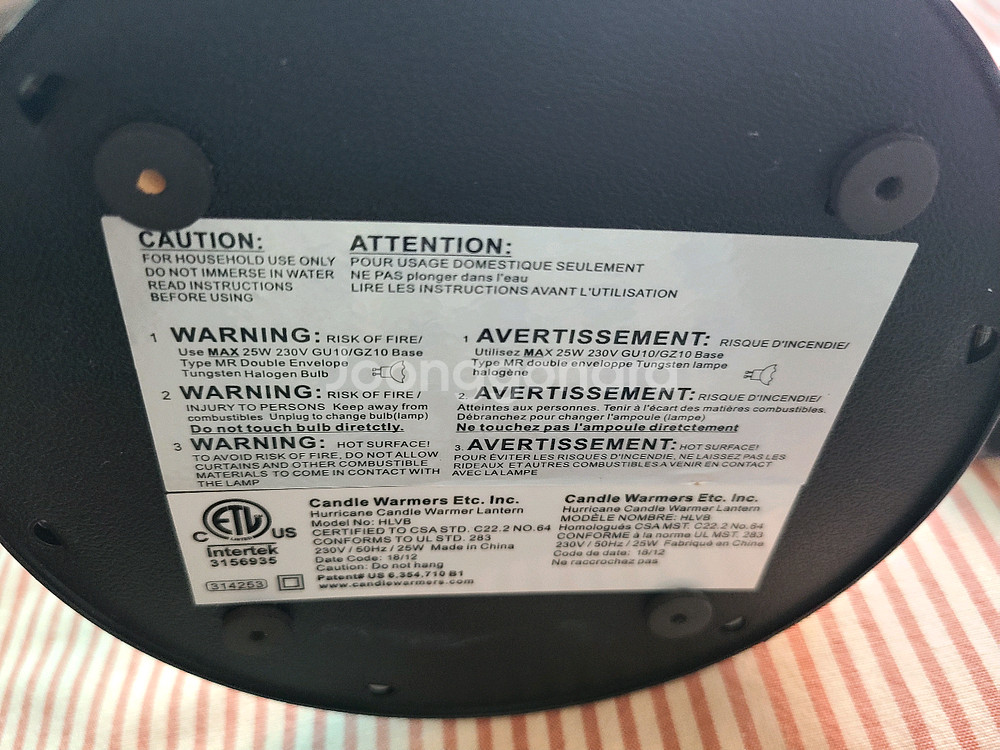 CAUTION:
FOR HOUSEHOLD USE ONLY
DO NOT IMMERSE IN WATER
READ INSTRUCTIONS
BEFORE USING
ATTENTION:
POUR USAGE DOMESTIQUE SEULEMENT
NE PAS plonger dans l'eau
LIRE LES INSTRUCTIONS AVANT L'UTILISATION
1 WARNING: RISK OF FIRE/
Use MAX 25W 230V GU10/GZ10 Base
Type MR Double Envelope
Tungsten Halogen Bulb
2 WARNING: RISK OF FIRE /
INJURY TO PERSONS Keep away from
combustibles Unplug to change bulb(lamp)
Do not touch bulb diretctly.
3 WARNING: HOT SURFACE!
TO AVOID RISK OF FIRE, DO NOT ALLOW
CURTAINS AND OTHER COMBUSTIBLE
MATERIALS TO COME IN CONTACT WITH
THE LAMP
1 AVERTISSEMENT: RISQUE D'INCENDIE/
Utilisez MAX 25W 230V GU10/GZ10 Base
Type MR double enveloppe Tungsten lampe
halogène
2. AVERTISSEMENT: RISQUE D'INCENDIE/
Atteintes aux personnes. Tenir à l'écart des matières combustibles.
Débranchez pour changer l'ampoule (lampe)
Ne touchez pas l'ampoule diretctement
3. AVERTISSEMENT: HOT SURFACE!
POUR ÉVITER LES RISQUES D'INCENDIE, NE LAISSEZ PAS LES
RIDEAUX ET AUTRES COMBUSTIBLES A VENIR EN CONTACT
AVEC LA LAMPE
ETL
LISTED
C US
Intertek
3156935
314253
Candle Warmers Etc. Inc.
Hurricane Candle Warmer Lantern
Model No: HLVB
CERTIFIED TO CSA STD. C22.2 NO.64
CONFORMS TO UL STD. 283
230V / 50Hz / 25W Made in China
Date Code: 18/12
Caution: Do not hang
Patent# US 6,354,710 B1
www.candlewarmers.com
Candle Warmers Etc. Inc.
Hurricane Candle Warmer Lantern
MODÈLE NOMBRE: HLVB
Homologués CSA MST. C22.2 No.64
CONFORME à la norme UL MST. 283
230V / 50Hz / 25W Fabriqué en China
Code de date: 18/12
Ne raccrochez pas